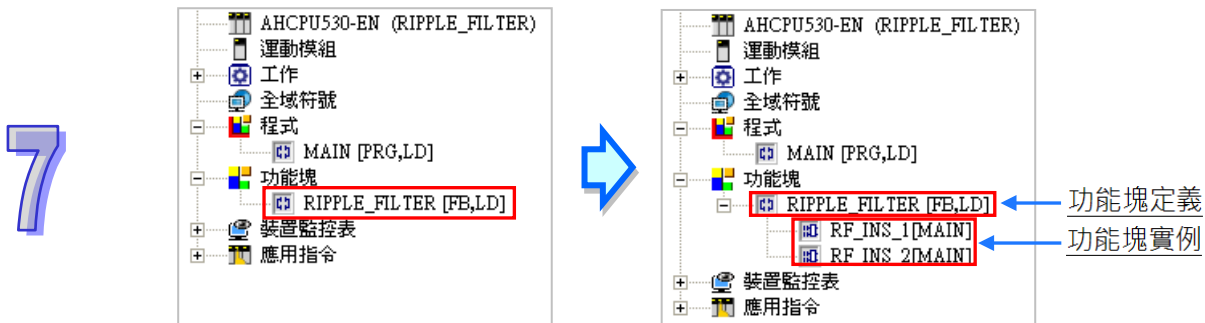 7
AHCPU530-EN (RIPPLE_FILTER)
運動模組
工作
全域符號
程式
MAIN [PRG,LD]
功能塊
RIPPLE_FILTER [FB,LD]
裝置監控表
應用指令
AHCPU530-EN (RIPPLE_FILTER)
運動模組
工作
全域符號
程式
MAIN [PRG,LD]
功能塊
RIPPLE_FILTER [FB,LD]
RF_INS_1[MAIN]
RF_INS_2[MAIN]
裝置監控表
應用指令
功能塊定義
功能塊實例